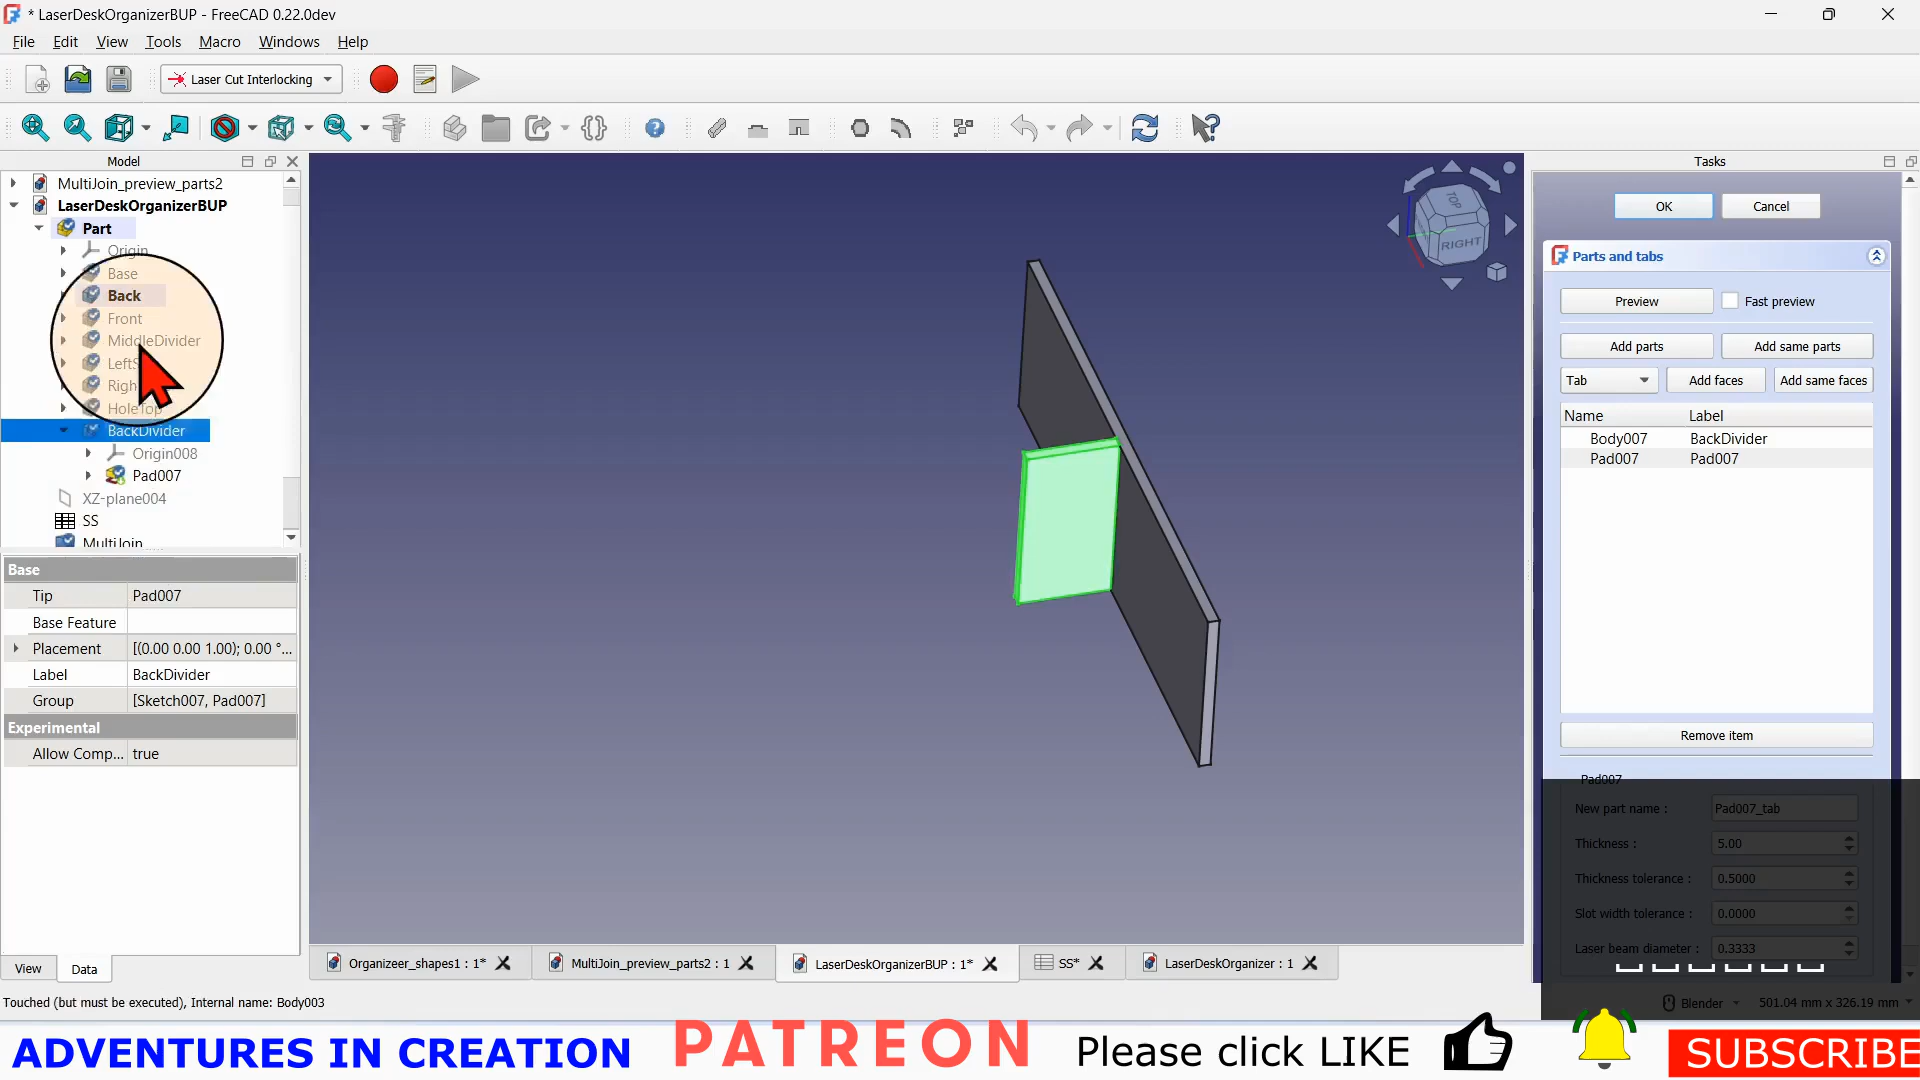 * LaserDeskOrganizerBUP - FreeCAD 0.22.0dev
File Edit View Tools Macro Windows Help
Laser Cut Interlocking
Model
Tasks
MultiJoin_preview_parts2
LaserDeskOrganizerBUP
Part
Origin
Base
Back
Front
MiddleDivider
HoleTop
BackDivider
Origin008
Pad007
XZ-plane004
SS
MultiJoin
TOP
RIGHT
OK Cancel
Parts and tabs
Preview Fast preview
Add parts Add same parts
Tab Add faces Add same faces
Name Label
Body007 BackDivider
Pad007 Pad007
Remove item
Pad007
New part name : Pad007_tab
Thickness : 5.00
Thickness tolerance : 0.5000
Slot width tolerance : 0.0000
Laser beam diameter : 0.3333
Base
Tip Pad007
Base Feature
Placement [(0.00 0.00 1.00); 0.00 °...
Label BackDivider
Group [Sketch007, Pad007]
Experimental
Allow Comp... true
View Data
Organizeer_shapes1 : 1* MultiJoin_preview_parts2 : 1 LaserDeskOrganizerBUP : 1* SS* LaserDeskOrganizer : 1
Touched (but must be executed), Internal name: Body003
Blender 501.04 mm x 326.19 mm
ADVENTURES IN CREATION PATREON Please click LIKE SUBSCRIBE